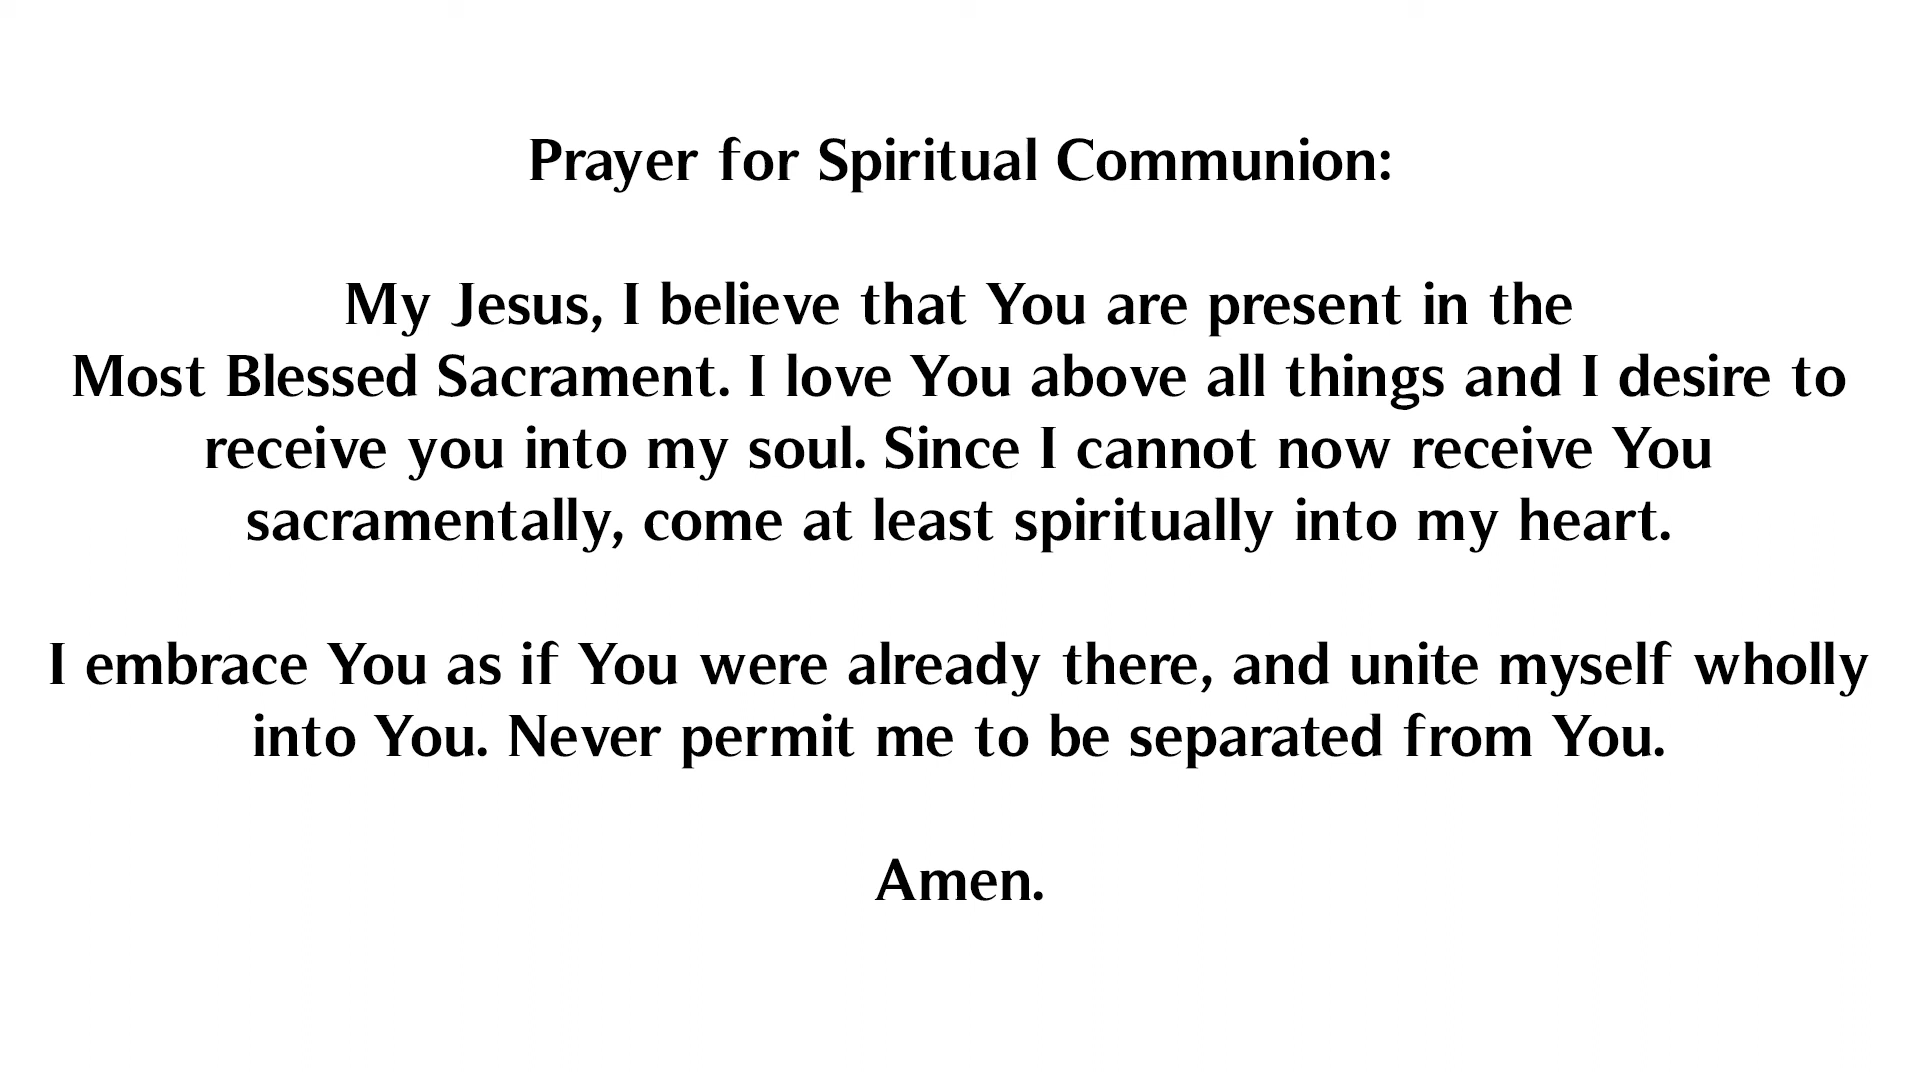 Prayer for Spiritual Communion:
My Jesus, I believe that You are present in the
Most Blessed Sacrament. I love You above all things and I desire to
receive you into my soul. Since I cannot now receive You
sacramentally, come at least spiritually into my heart.
I embrace You as if You were already there, and unite myself wholly
into You. Never permit me to be separated from You.
Amen.